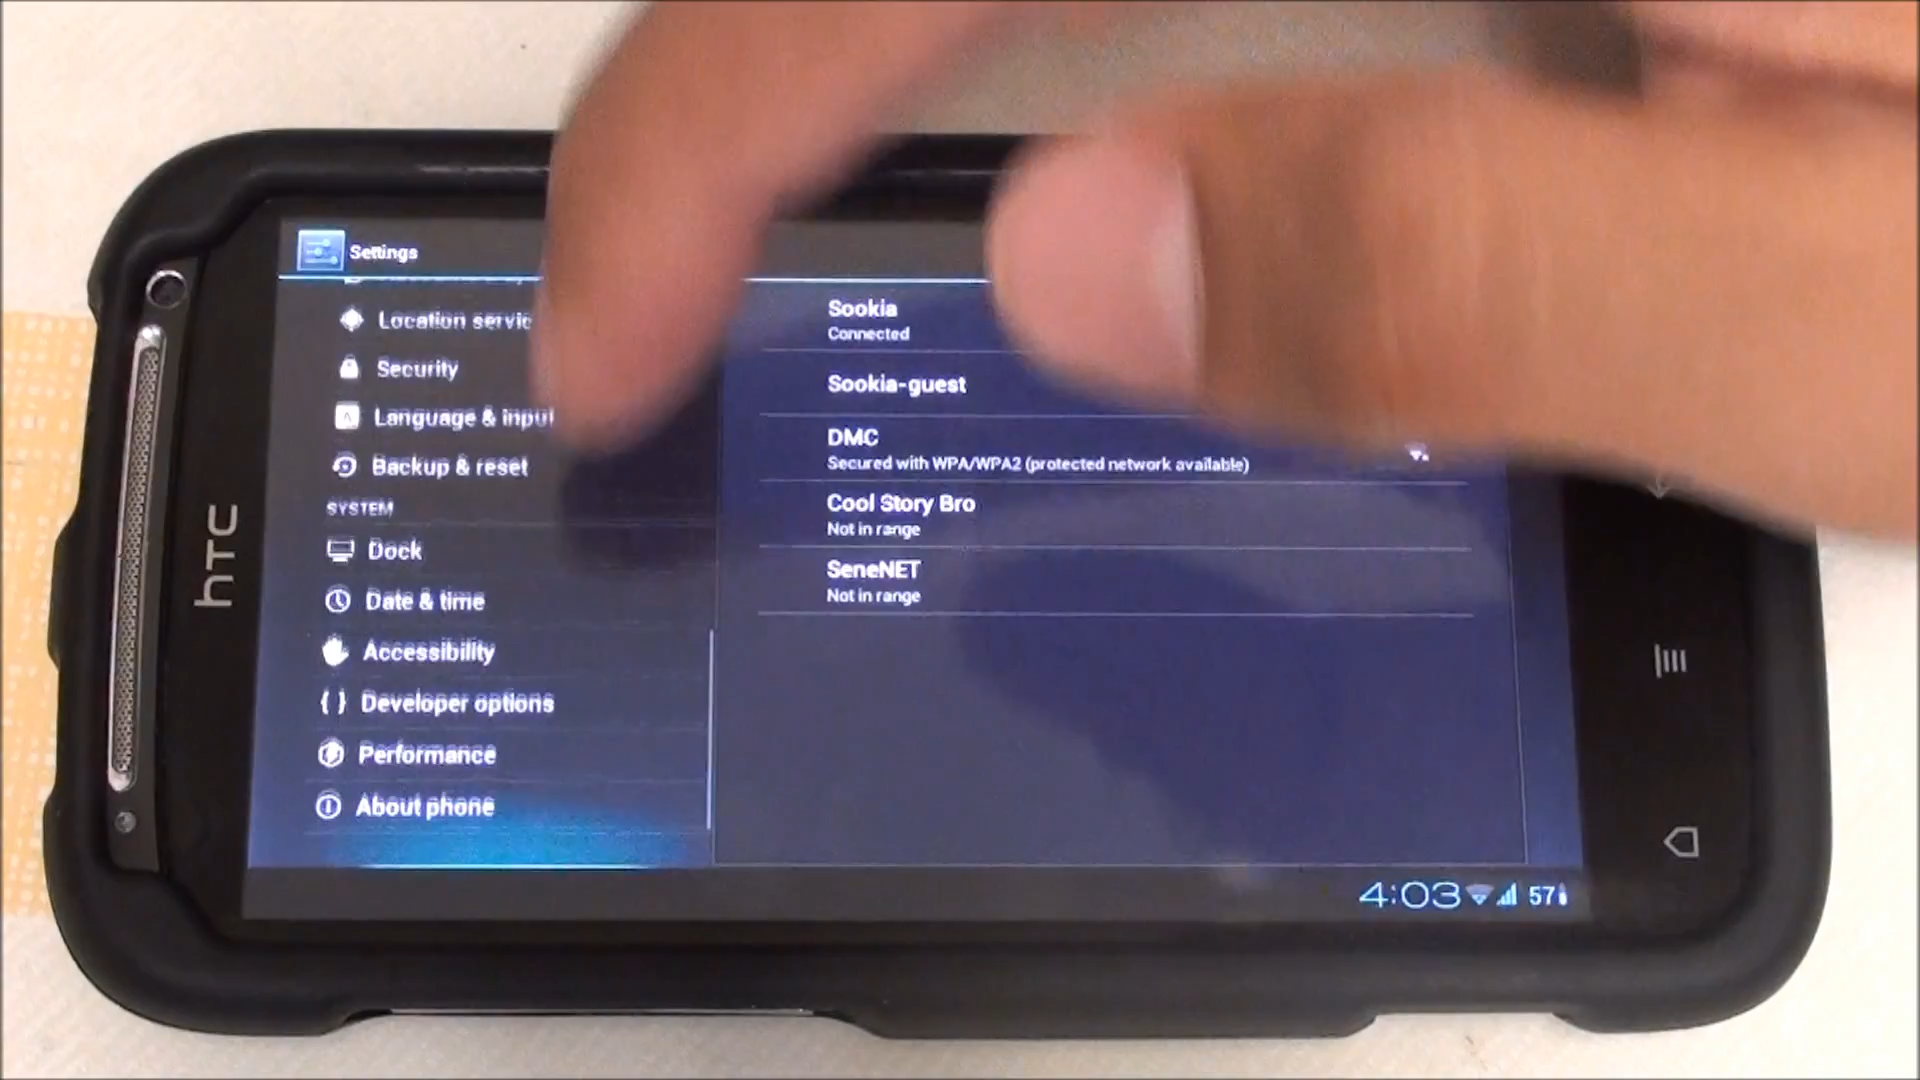 Settings
Location
Security
Language & input
Backup & reset
SYSTEM
Dock
Date & time
Accessibility
Developer options
Performance
About phone
Sookia
Connected
Sookia-guest
DMC
Secured with WPA/WPA2 (protected network available)
Cool Story Bro
Not in range
SeneNET
Not in range
4:03 57
hTC